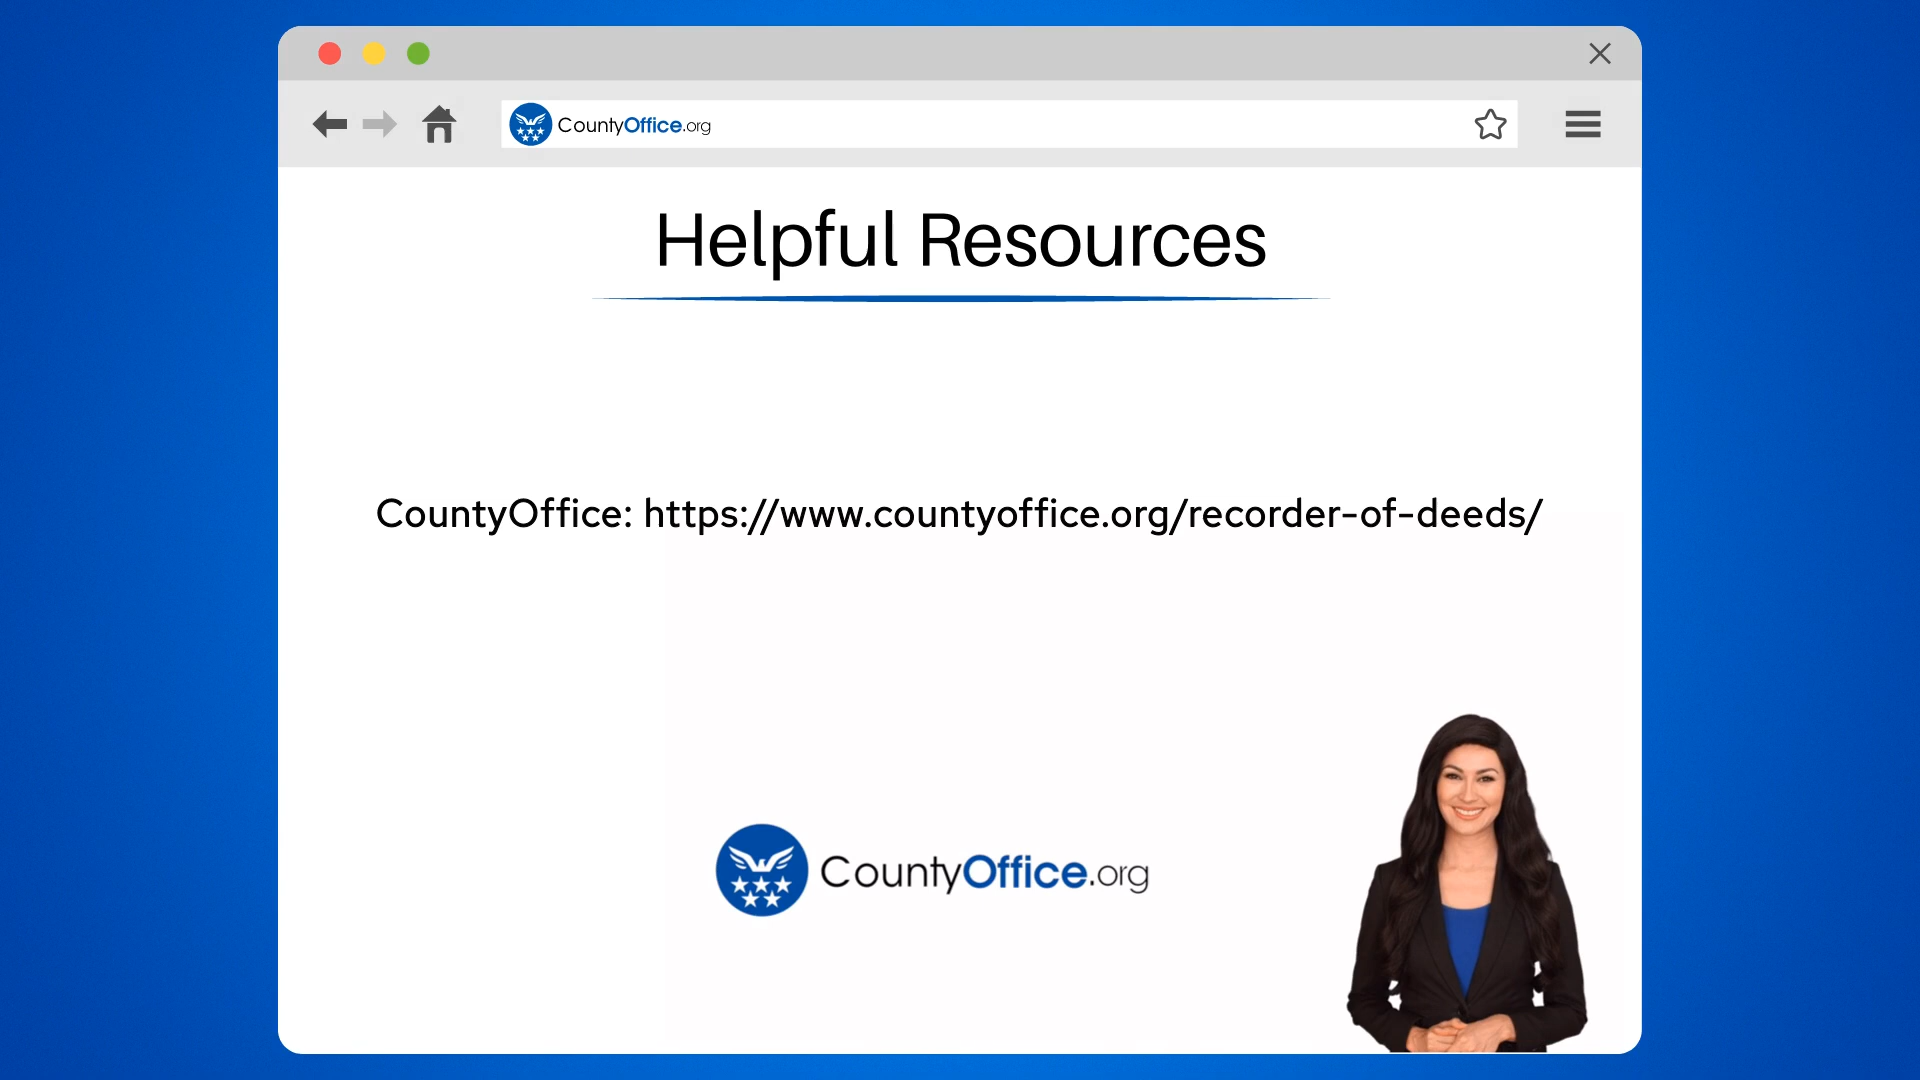 CountyOffice.org
Helpful Resources
CountyOffice: https://www.countyoffice.org/recorder-of-deeds/
CountyOffice.org